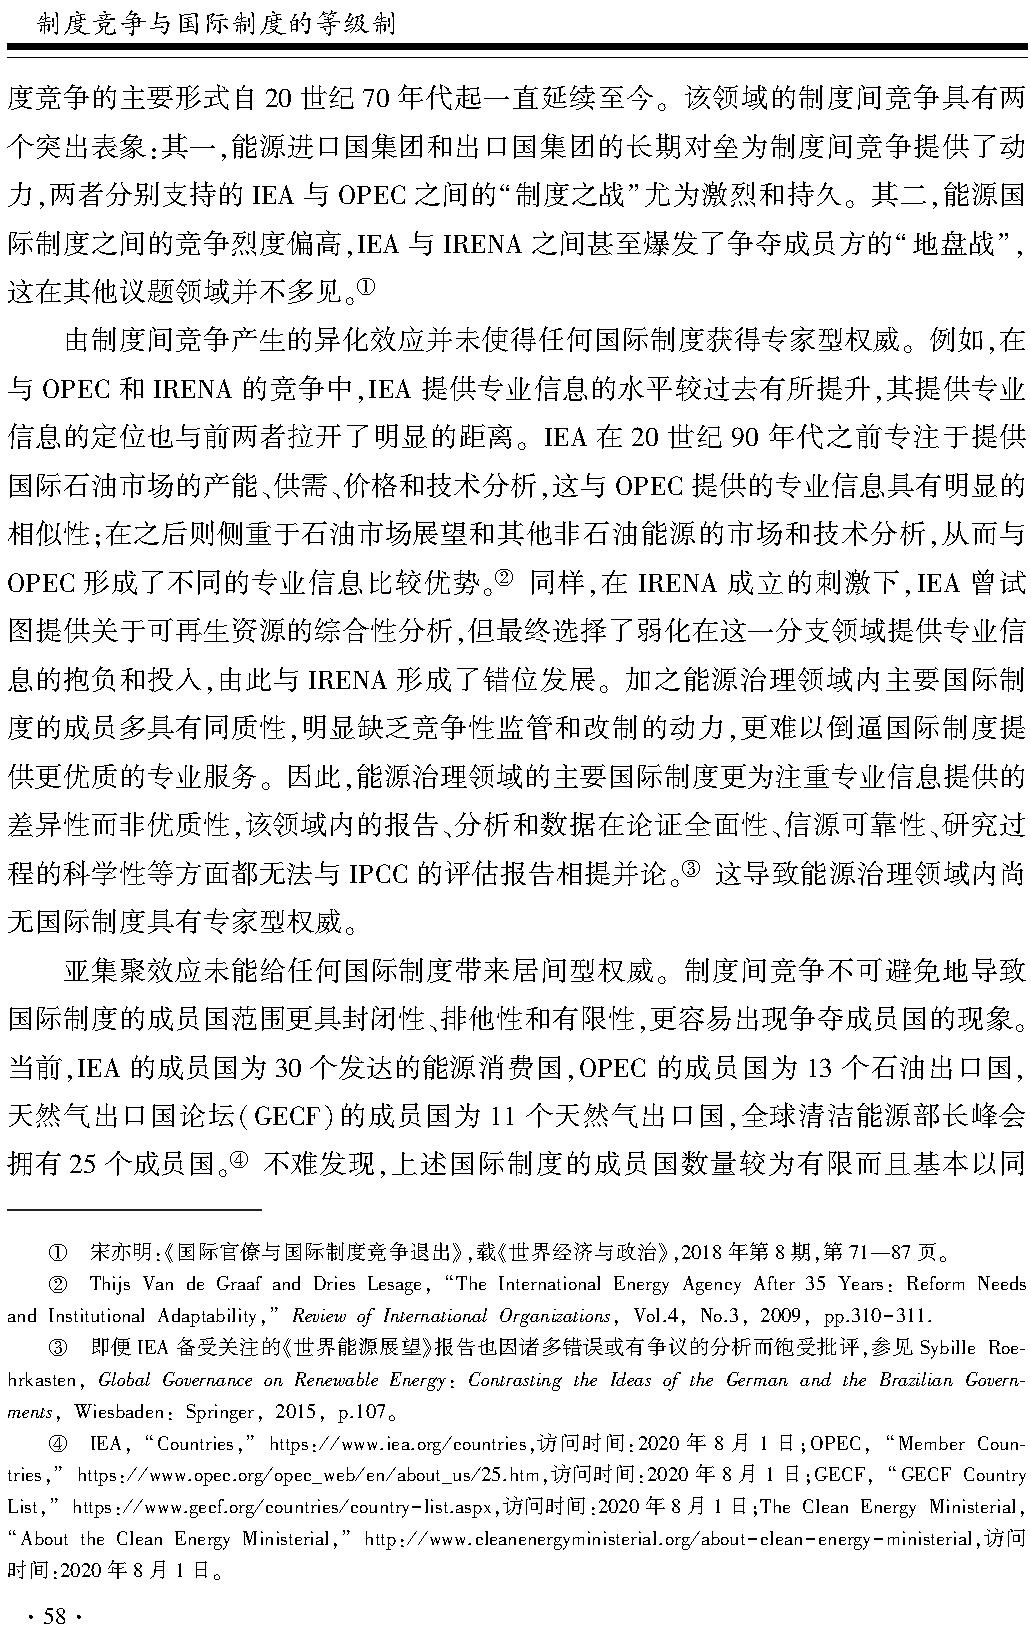 制度竞争与国际制度的等级制
度竞争的主要形式自 20 世纪 70 年代起一直延续至今。该领域的制度间竞争具有两
个突出表象:其一,能源进口国集团和出口国集团的长期对垒为制度间竞争提供了动
力,两者分别支持的 IEA 与 OPEC 之间的“制度之战”尤为激烈和持久。其二,能源国
际制度之间的竞争烈度偏高,IEA 与 IRENA 之间甚至爆发了争夺成员方的“地盘战”,
这在其他议题领域并不多见。①
由制度间竞争产生的异化效应并未使得任何国际制度获得专家型权威。例如,在
与 OPEC 和 IRENA 的竞争中,IEA 提供专业信息的水平较过去有所提升,其提供专业
信息的定位也与前两者拉开了明显的距离。IEA 在 20 世纪 90 年代之前专注于提供
国际石油市场的产能、供需、价格和技术分析,这与 OPEC 提供的专业信息具有明显的
相似性;在之后则侧重于石油市场展望和其他非石油能源的市场和技术分析,从而与
OPEC 形成了不同的专业信息比较优势。② 同样,在 IRENA 成立的刺激下,IEA 曾试
图提供关于可再生资源的综合性分析,但最终选择了弱化在这一分支领域提供专业信
息的抱负和投入,由此与 IRENA 形成了错位发展。加之能源治理领域内主要国际制
度的成员多具有同质性,明显缺乏竞争性监管和改制的动力,更难以倒逼国际制度提
供更优质的专业服务。因此,能源治理领域的主要国际制度更为注重专业信息提供的
差异性而非优质性,该领域内的报告、分析和数据在论证全面性、信源可靠性、研究过
程的科学性等方面都无法与 IPCC 的评估报告相提并论。③ 这导致能源治理领域内尚
无国际制度具有专家型权威。
亚集聚效应未能给任何国际制度带来居间型权威。制度间竞争不可避免地导致
国际制度的成员国范围更具封闭性、排他性和有限性,更容易出现争夺成员国的现象。
当前,IEA 的成员国为 30 个发达的能源消费国,OPEC 的成员国为 13 个石油出口国,
天然气出口国论坛(GECF)的成员国为 11 个天然气出口国,全球清洁能源部长峰会
拥有 25 个成员国。④ 不难发现,上述国际制度的成员国数量较为有限而且基本以同
① 宋亦明:《国际官僚与国际制度竞争退出》,载《世界经济与政治》,2018 年第 8 期,第 71—87 页。
② Thijs Van de Graaf and Dries Lesage, “The International Energy Agency After 35 Years: Reform Needs
and Institutional Adaptability,” Review of International Organizations, Vol.4, No.3, 2009, pp.310-311.
③ 即便 IEA 备受关注的《世界能源展望》报告也因诸多错误或有争议的分析而饱受批评,参见 Sybille Roe-
hrkasten, Global Governance on Renewable Energy: Contrasting the Ideas of the German and the Brazilian Govern-
ments, Wiesbaden: Springer, 2015, p.107。
④ IEA, “Countries,” https://www.iea.org/countries,访问时间:2020 年 8 月 1 日;OPEC, “Member Coun-
tries,” https://www.opec.org/opec_web/en/about_us/25.htm,访问时间:2020 年 8 月 1 日;GECF, “GECF Country
List,” https://www.gecf.org/countries/country-list.aspx,访问时间:2020 年 8 月 1 日;The Clean Energy Ministerial,
“About the Clean Energy Ministerial,” http://www.cleanenergyministerial.org/about-clean-energy-ministerial,访问
时间:2020 年 8 月 1 日。
·58·